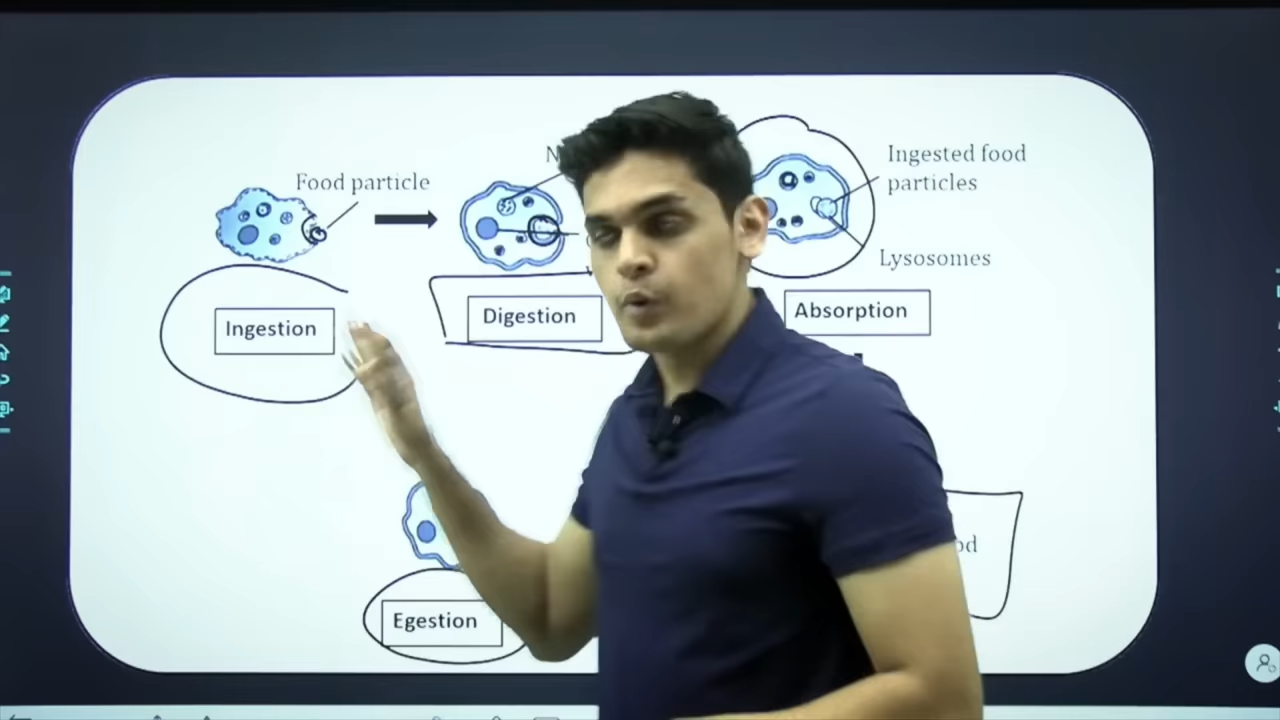 Food particle
Ingested food
particles
Lysosomes
Ingestion
Digestion
Absorption
Egestion